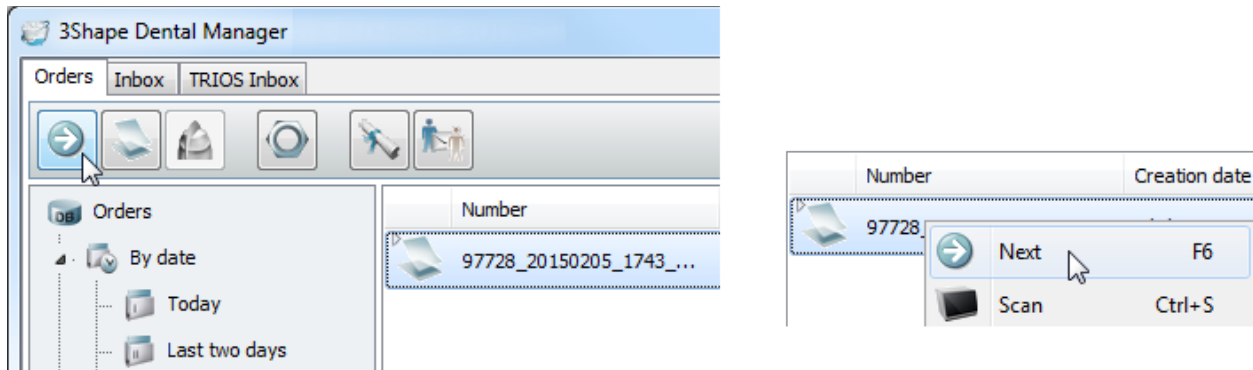 3Shape Dental Manager
Orders Inbox TRIOS Inbox
DB Orders
By date
Today
Last two days
Number
97728_20150205_1743_...
Number Creation date
97728_
Next F6
Scan Ctrl+S